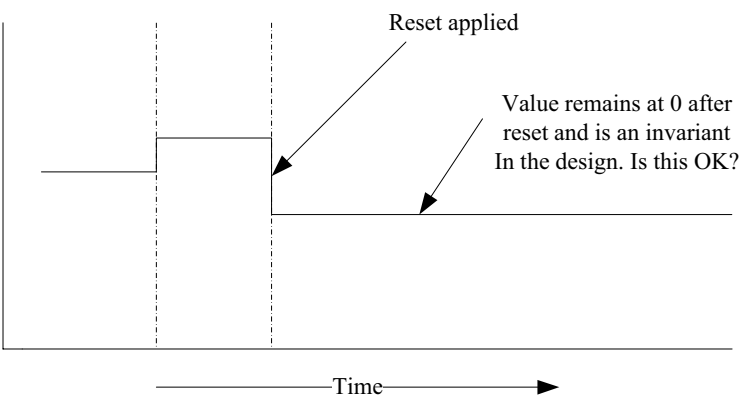 Reset applied
Value remains at 0 after
reset and is an invariant
In the design. Is this OK?
Time